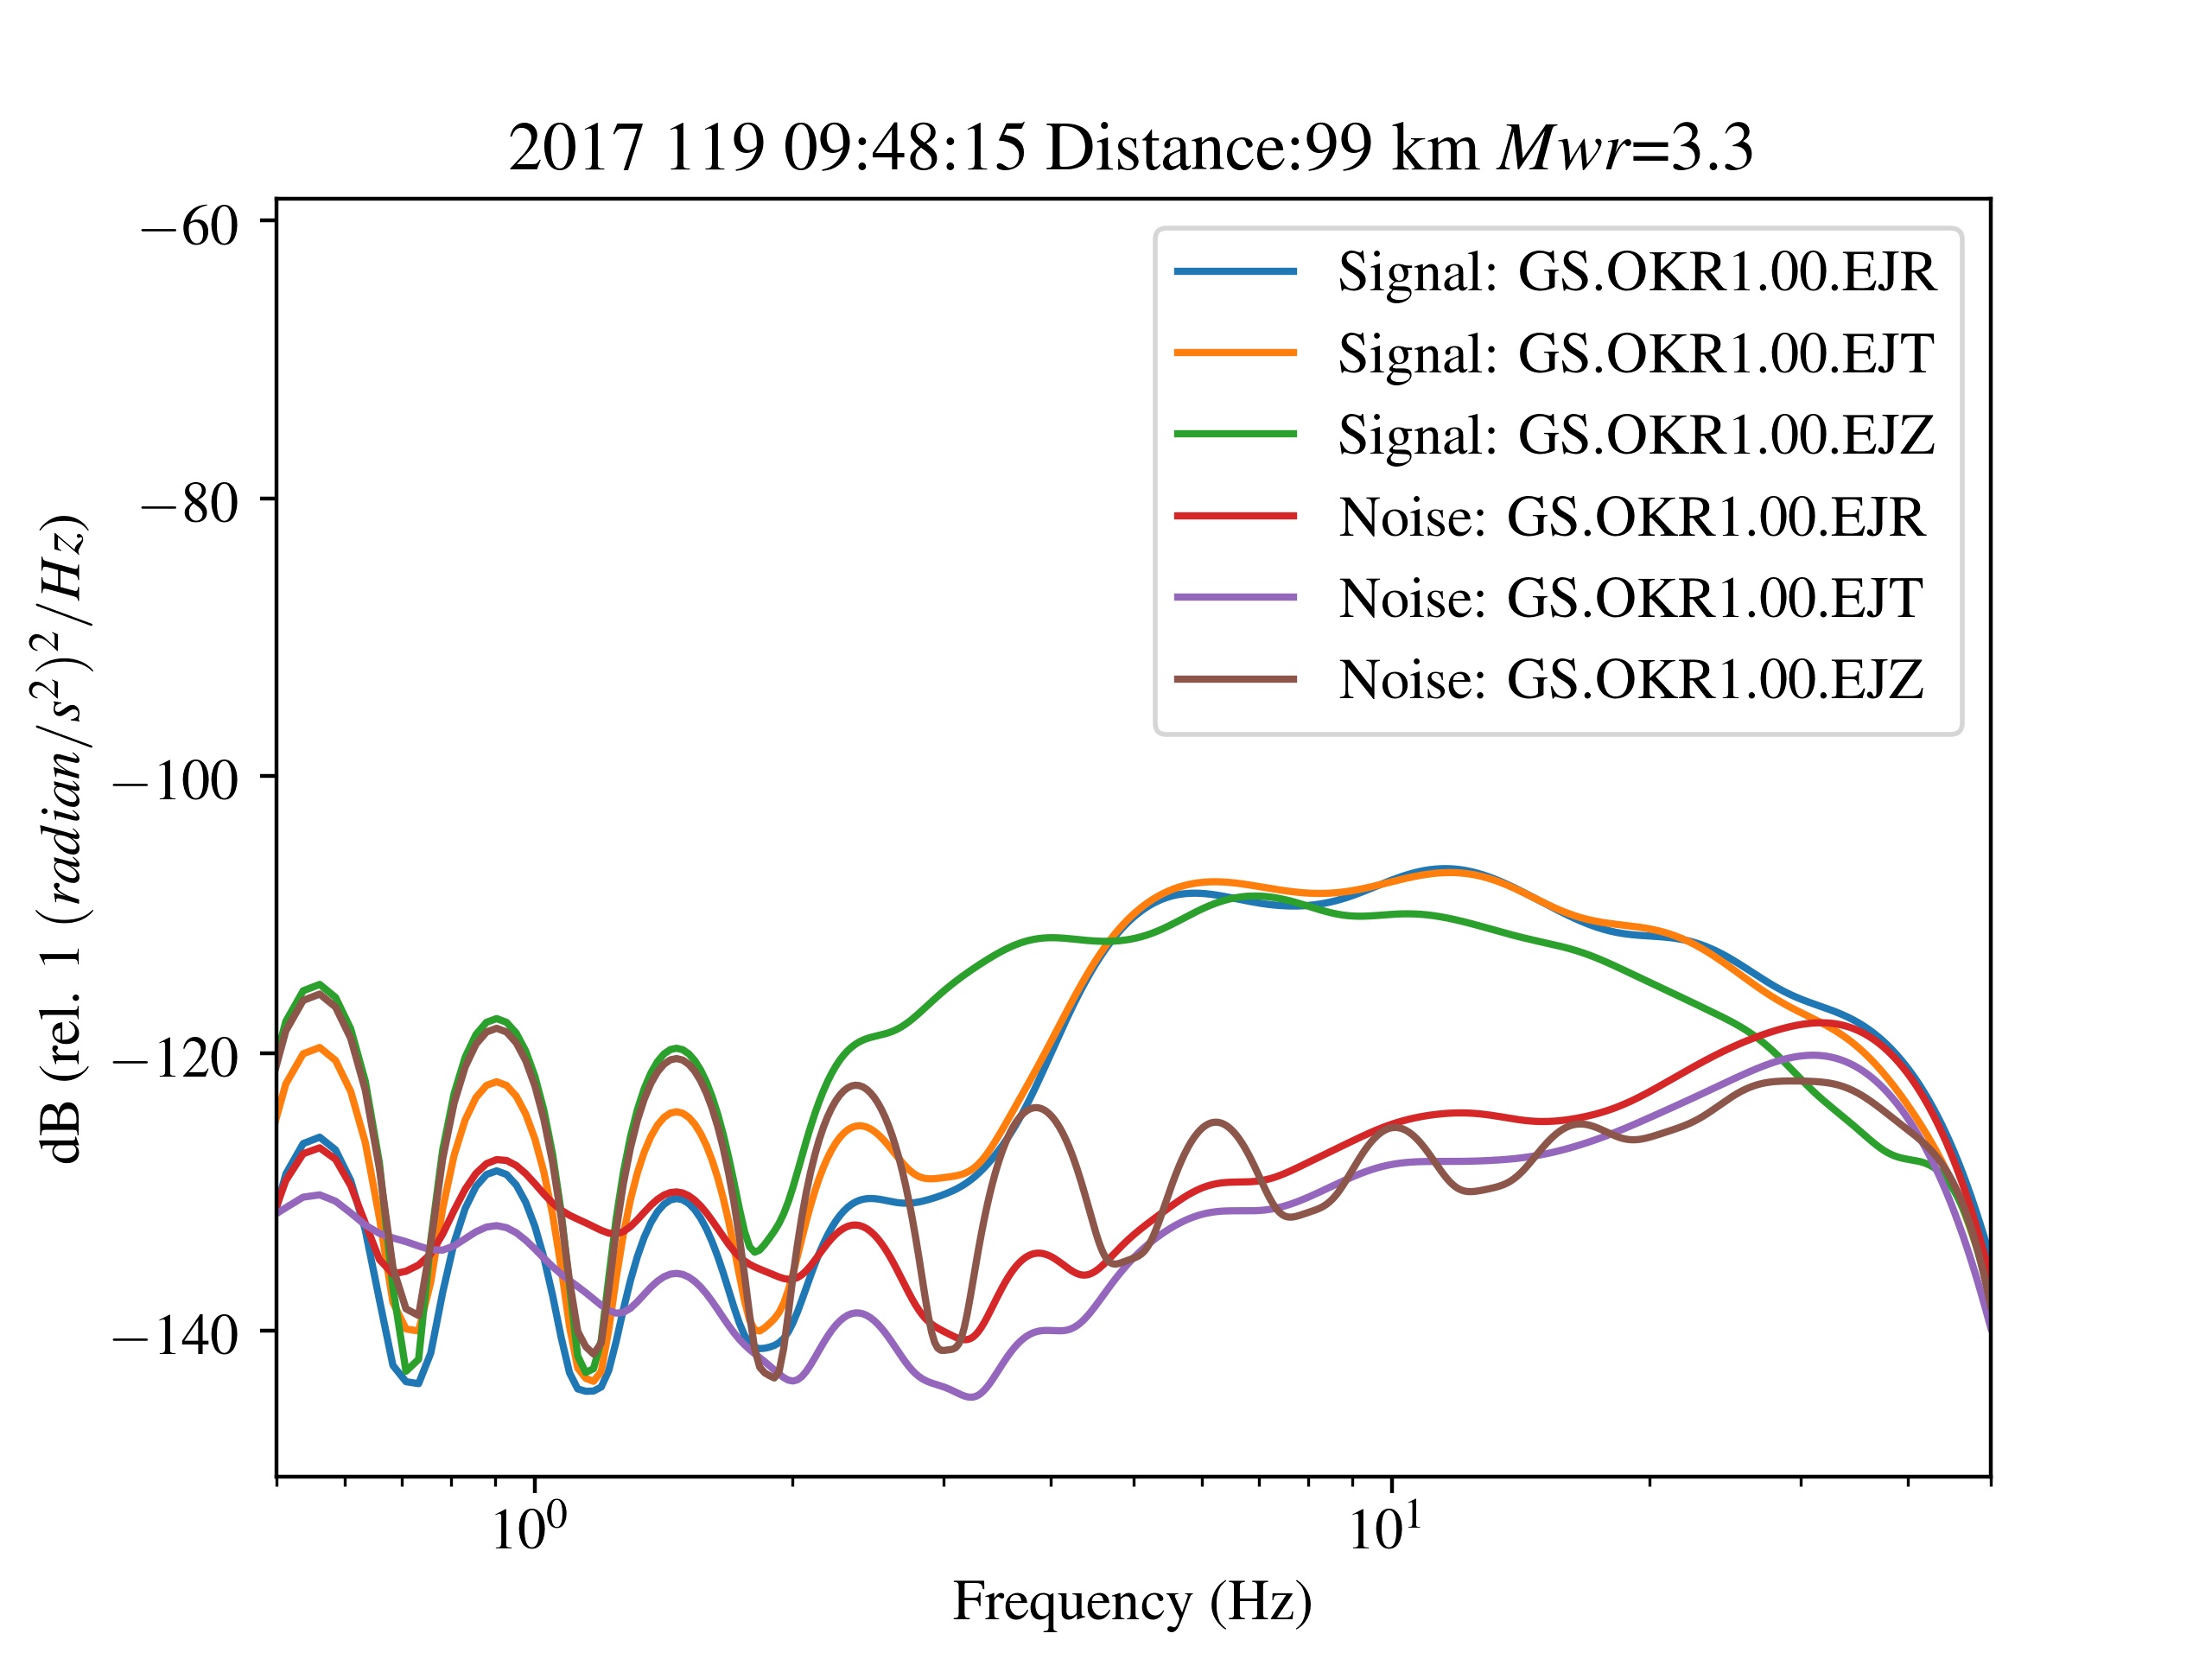 2017 119 09:48:15 Distance:99 km Mwr=3.3
−60
−80
−100
−120
−140
dB (rel. 1 (radian/s²)²/Hz)
Signal: GS.OKR1.00.EJR
Signal: GS.OKR1.00.EJT
Signal: GS.OKR1.00.EJZ
Noise: GS.OKR1.00.EJR
Noise: GS.OKR1.00.EJT
Noise: GS.OKR1.00.EJZ
10⁰ 10¹
Frequency (Hz)